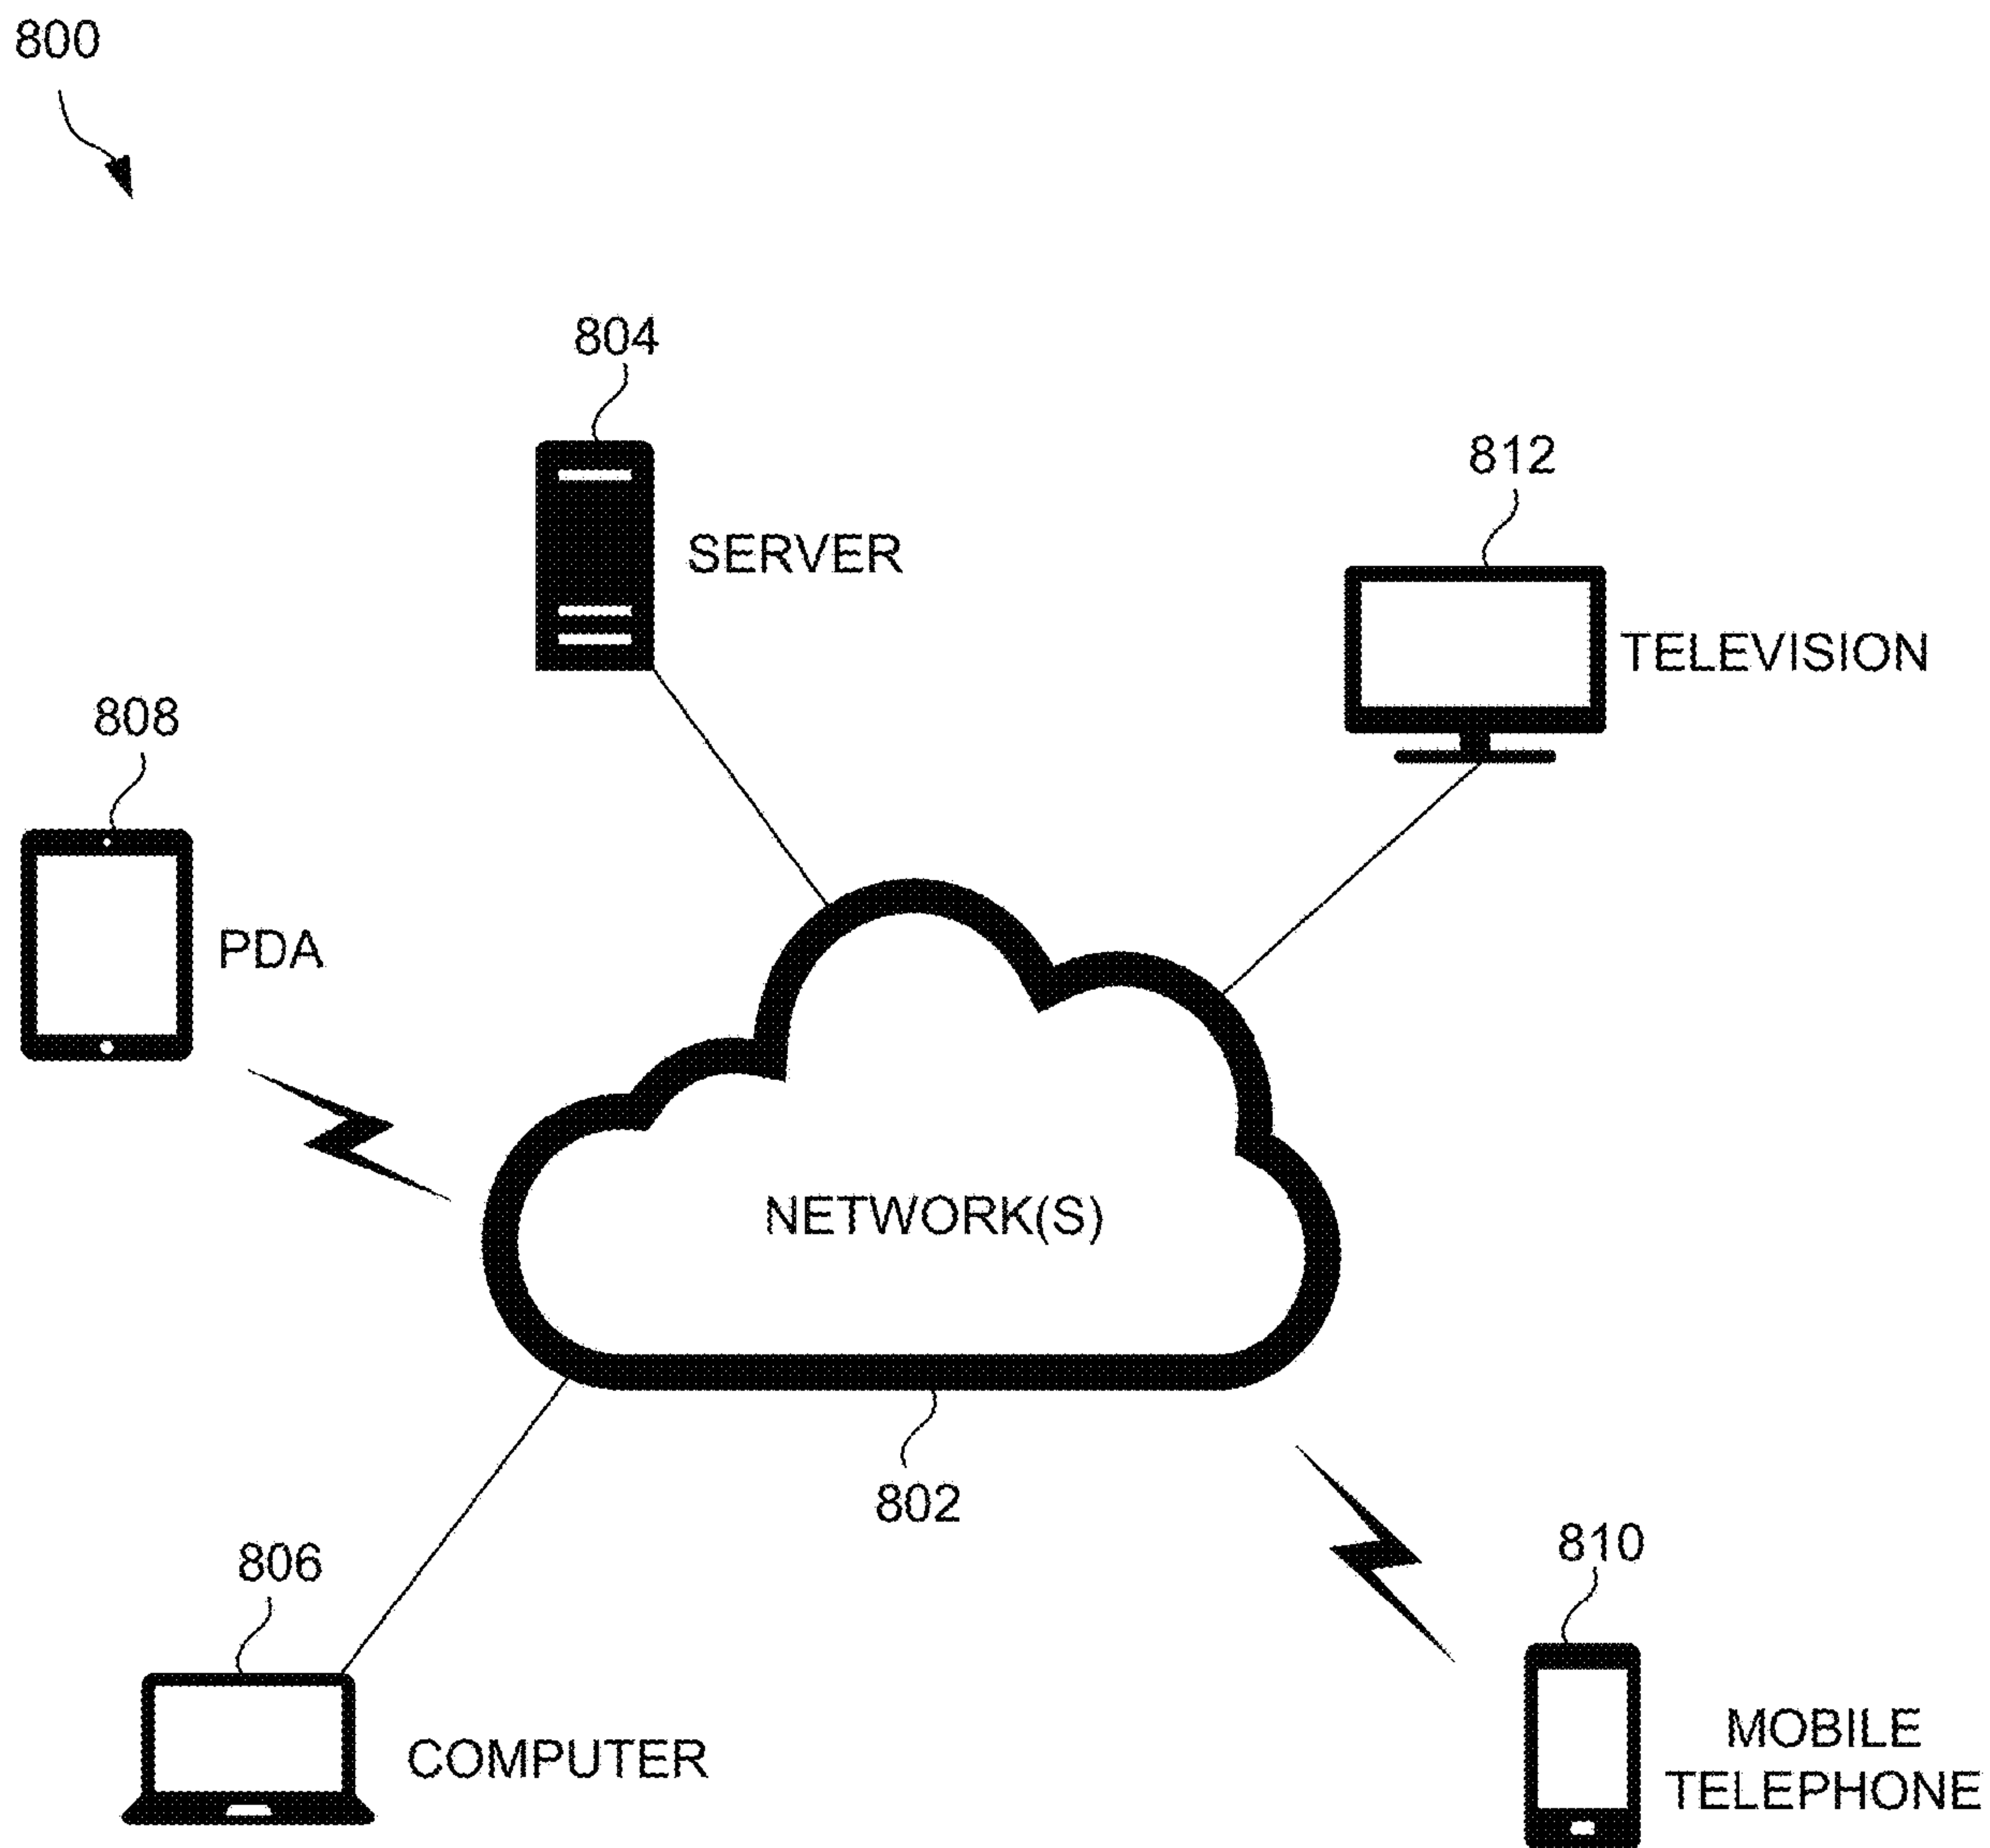 800
804
SERVER
812
TELEVISION
808
PDA
NETWORK(S)
802
806
COMPUTER
810
MOBILE
TELEPHONE